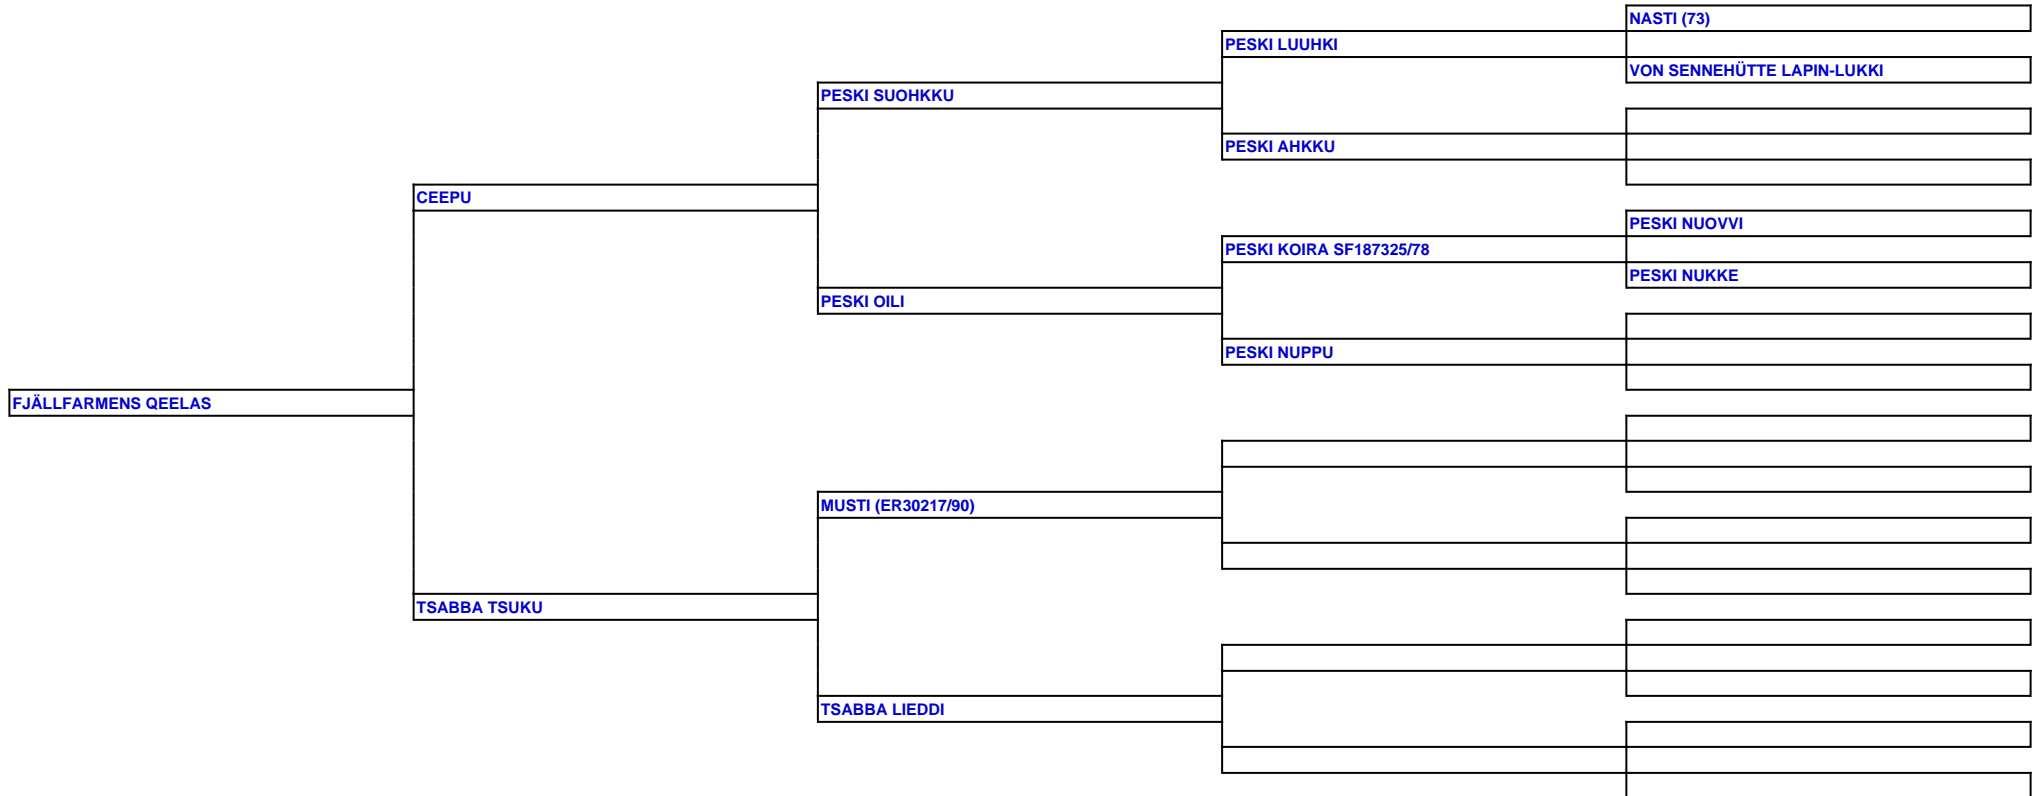 NASTI (73)
PESKI LUUHKI
VON SENNEHÜTTE LAPIN-LUKKI
PESKI SUOHKKU
PESKI AHKKU
CEEPU
PESKI NUOVVI
PESKI KOIRA SF187325/78
PESKI NUKKE
PESKI OILI
PESKI NUPPU
FJÄLLFARMENS QEELAS
MUSTI (ER30217/90)
TSABBA TSUKU
TSABBA LIEDDI